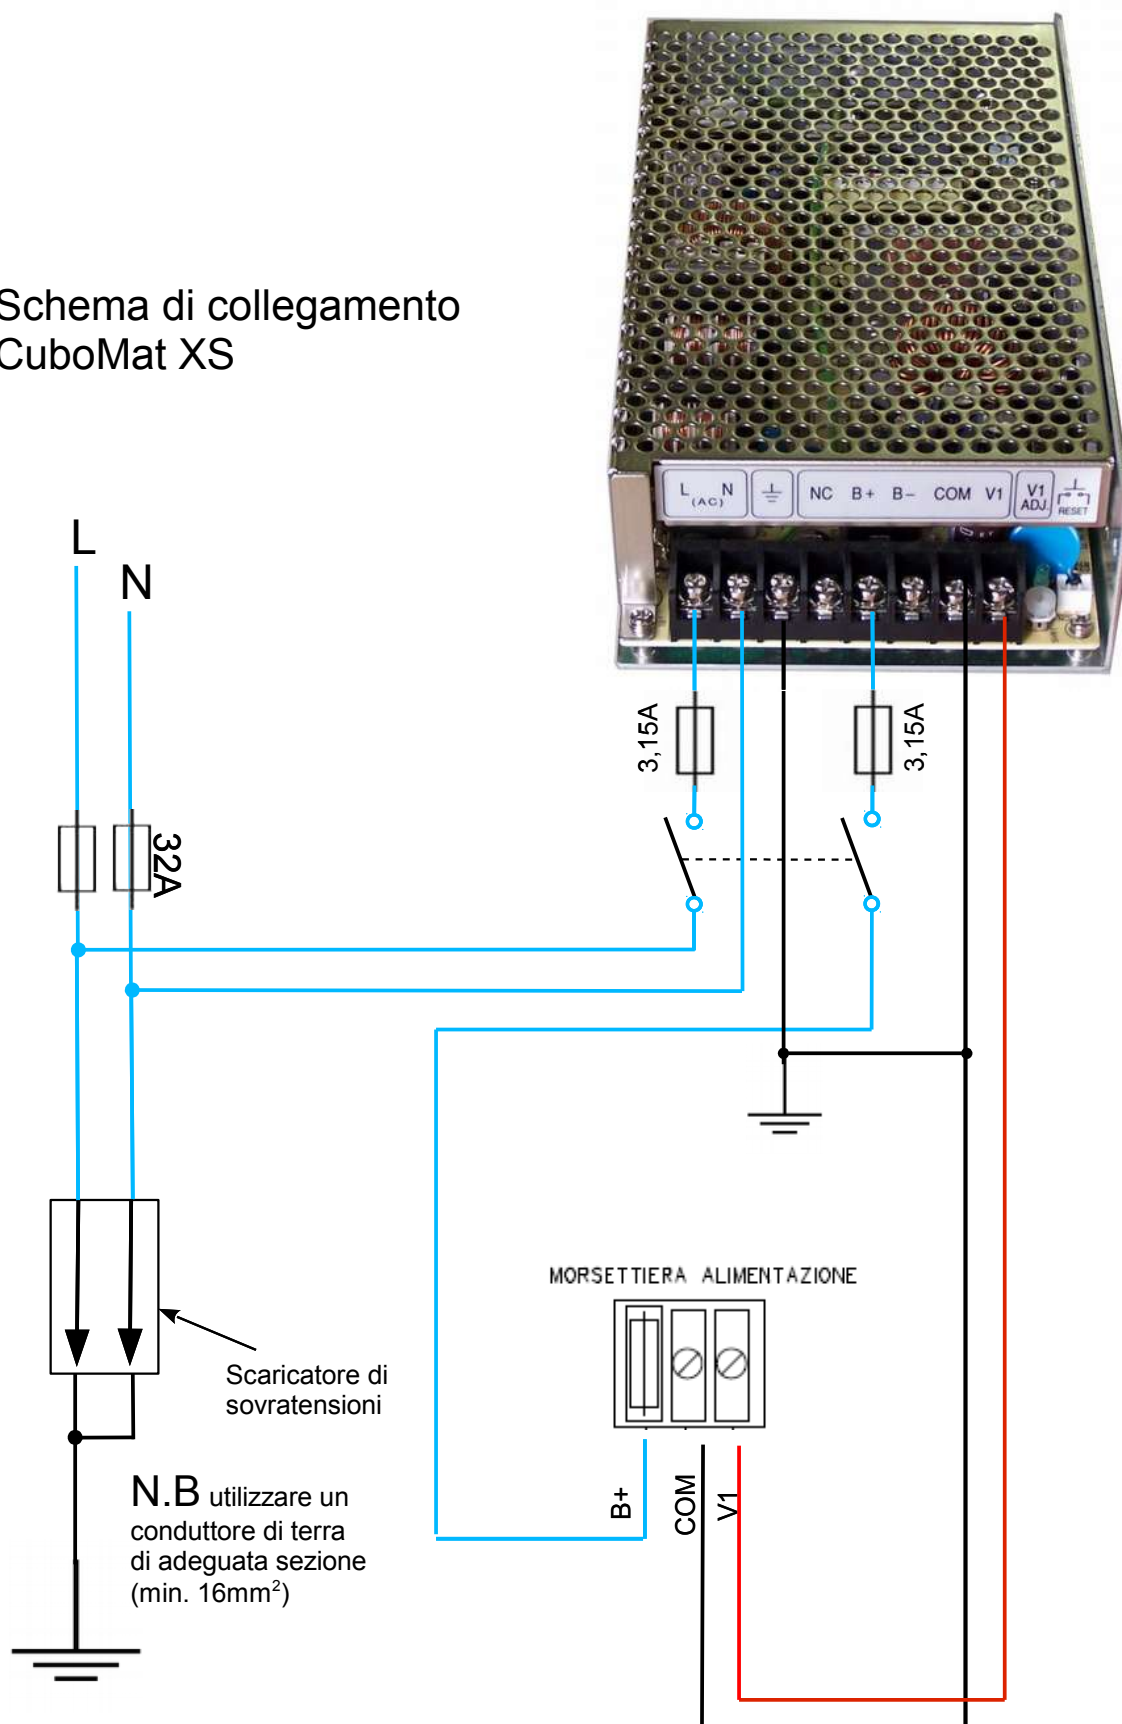 Schema di collegamento
CuboMat XS
L N
(AC)
NC B+ B- COM V1
V1
ADJ.
RESET
L
N
3,15A
3,15A
32A
MORSETTIERA ALIMENTAZIONE
Scaricatore di
sovratensioni
B+
COM
V1
N.B utilizzare un
conduttore di terra
di adeguata sezione
(min. 16mm²)